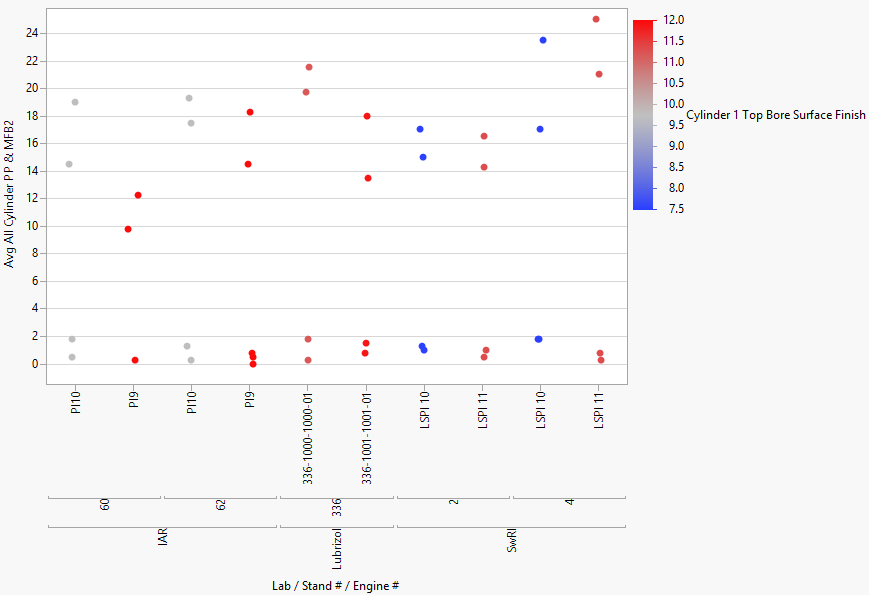 24
22
20
18
16
14
12
10
8
6
4
2
0
Avg All Cylinder PP & MFB2
12.0
11.5
11.0
10.5
10.0
9.5
9.0
8.5
8.0
7.5
Cylinder 1 Top Bore Surface Finish
PI10
PI9
PI10
PI9
336-1000-1000-01
336-1001-1001-01
LSPI 10
LSPI 11
LSPI 10
LSPI 11
60
62
336
2
4
IAR
Lubrizol
SwRI
Lab / Stand # / Engine #